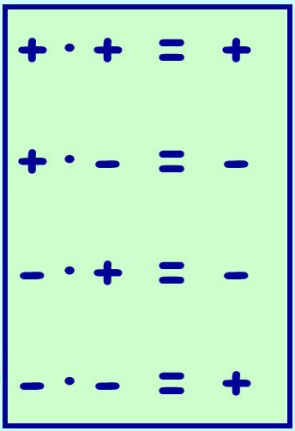 + · + = +
+ · − = −
− · + = −
− · − = +